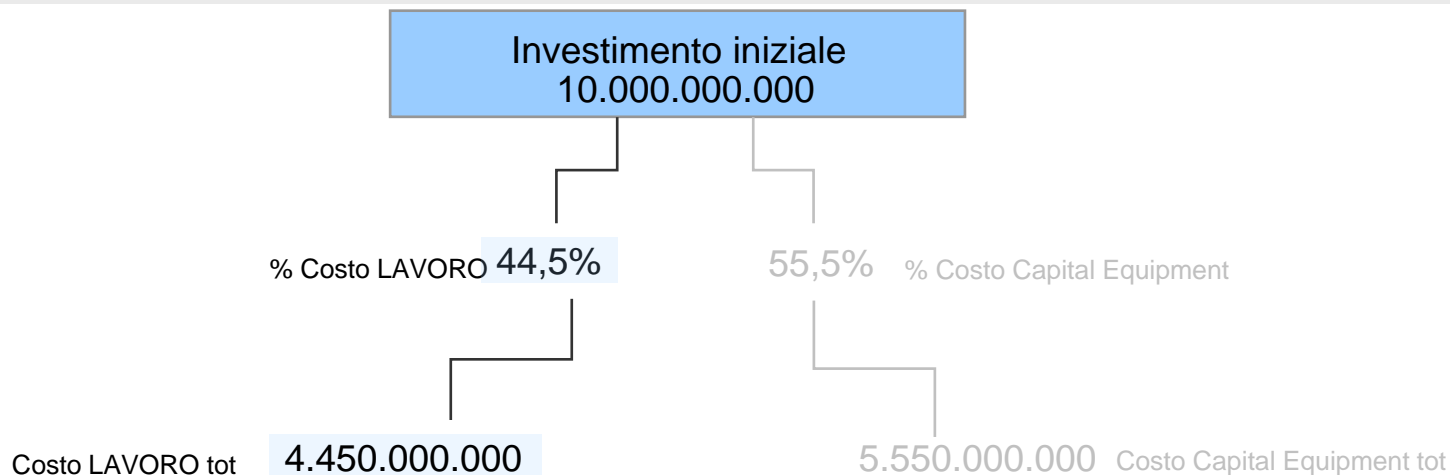 Investimento iniziale
10.000.000.000
% Costo LAVORO 44,5%
55,5% % Costo Capital Equipment
Costo LAVORO tot 4.450.000.000
5.550.000.000 Costo Capital Equipment tot